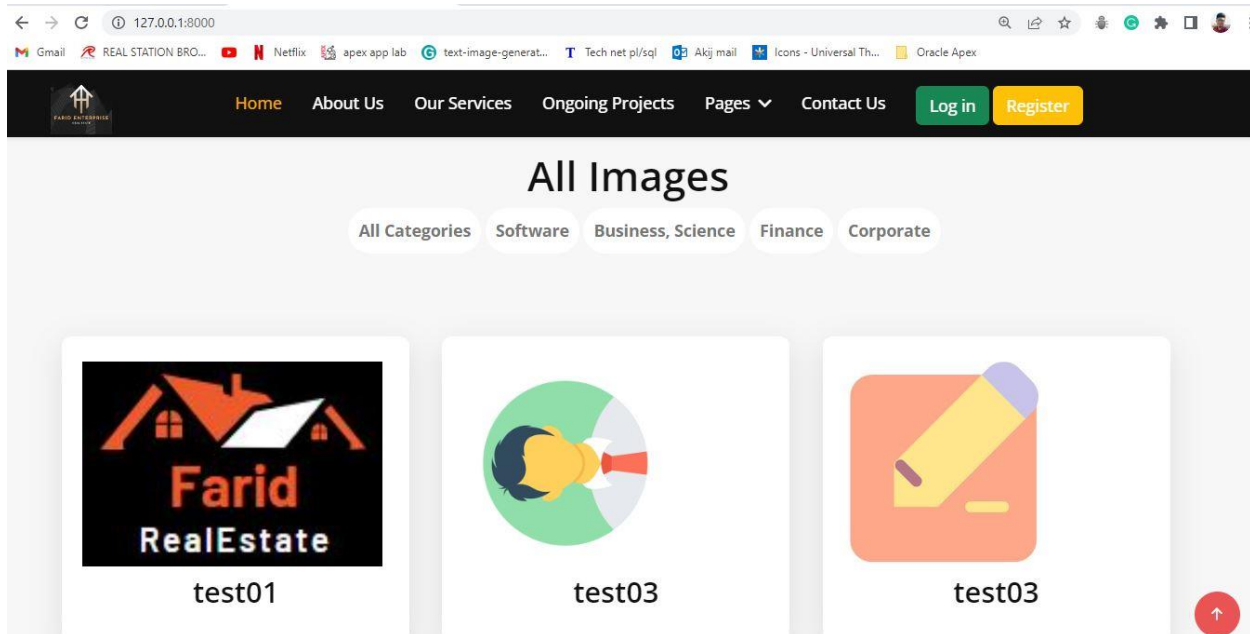 127.0.0.1:8000
Gmail REAL STATION BRO... Netflix apex app lab text-image-generat... Tech net pl/sql Akij mail Icons - Universal Th... Oracle Apex
FARID ENTERPRISE
Home About Us Our Services Ongoing Projects Pages Contact Us Log in Register
All Images
All Categories Software Business, Science Finance Corporate
Farid
RealEstate
test01 test03 test03